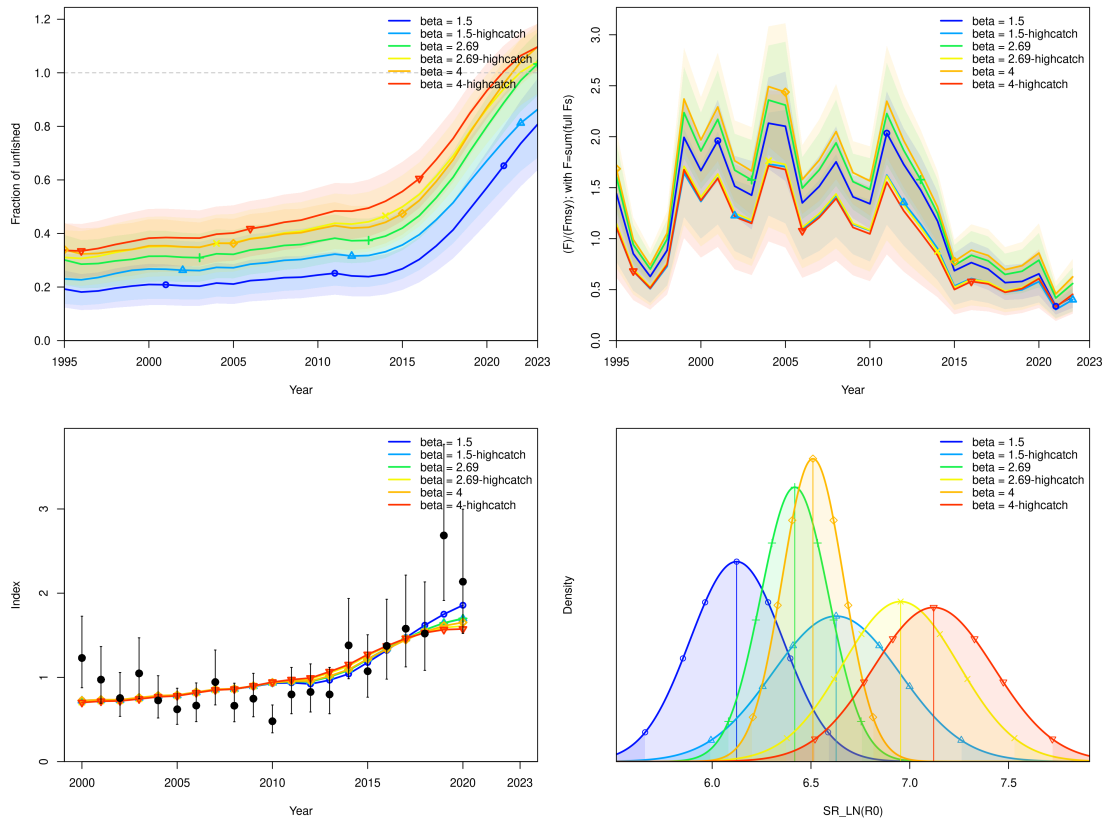 Fraction of unfished
0.0
0.2
0.4
0.6
0.8
1.0
1.2
beta = 1.5
beta = 1.5-highcatch
beta = 2.69
beta = 2.69-highcatch
beta = 4
beta = 4-highcatch
1995 2000 2005 2010 2015 2020 2023
Year
(F)/(Fmsy); with F=sum(full Fs)
0.0
0.5
1.0
1.5
2.0
2.5
3.0
beta = 1.5
beta = 1.5-highcatch
beta = 2.69
beta = 2.69-highcatch
beta = 4
beta = 4-highcatch
1995 2000 2005 2010 2015 2020 2023
Year
Index
0
1
2
3
beta = 1.5
beta = 1.5-highcatch
beta = 2.69
beta = 2.69-highcatch
beta = 4
beta = 4-highcatch
2000 2005 2010 2015 2020 2023
Year
Density
beta = 1.5
beta = 1.5-highcatch
beta = 2.69
beta = 2.69-highcatch
beta = 4
beta = 4-highcatch
6.0 6.5 7.0 7.5
SR_LN(R0)